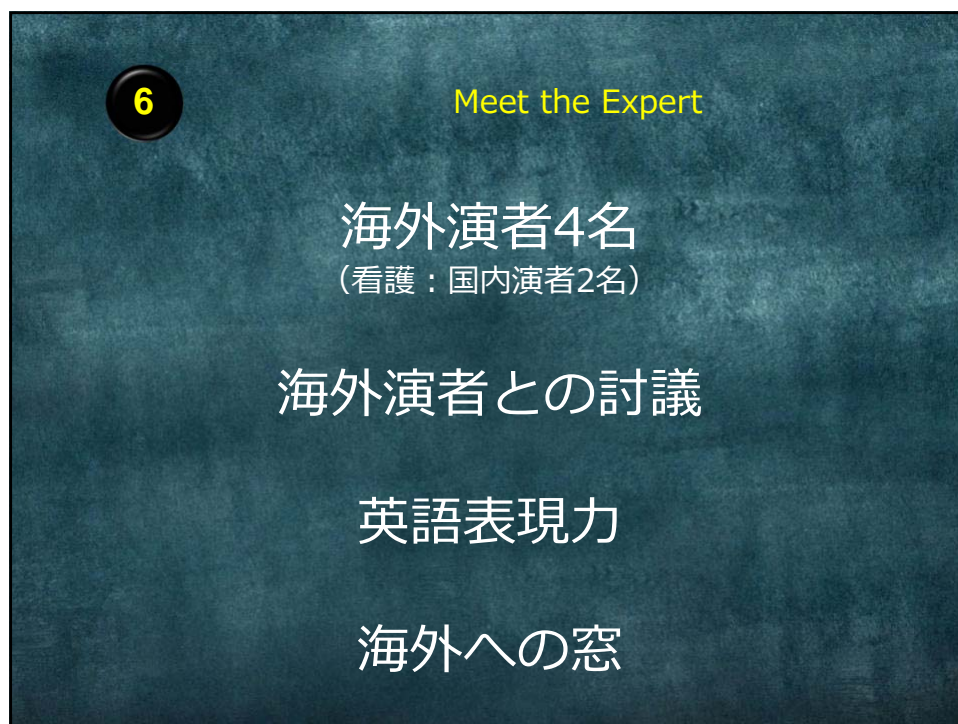 6
Meet the Expert
海外演者4名
（看護：国内演者2名）
海外演者との討議
英語表現力
海外への窓